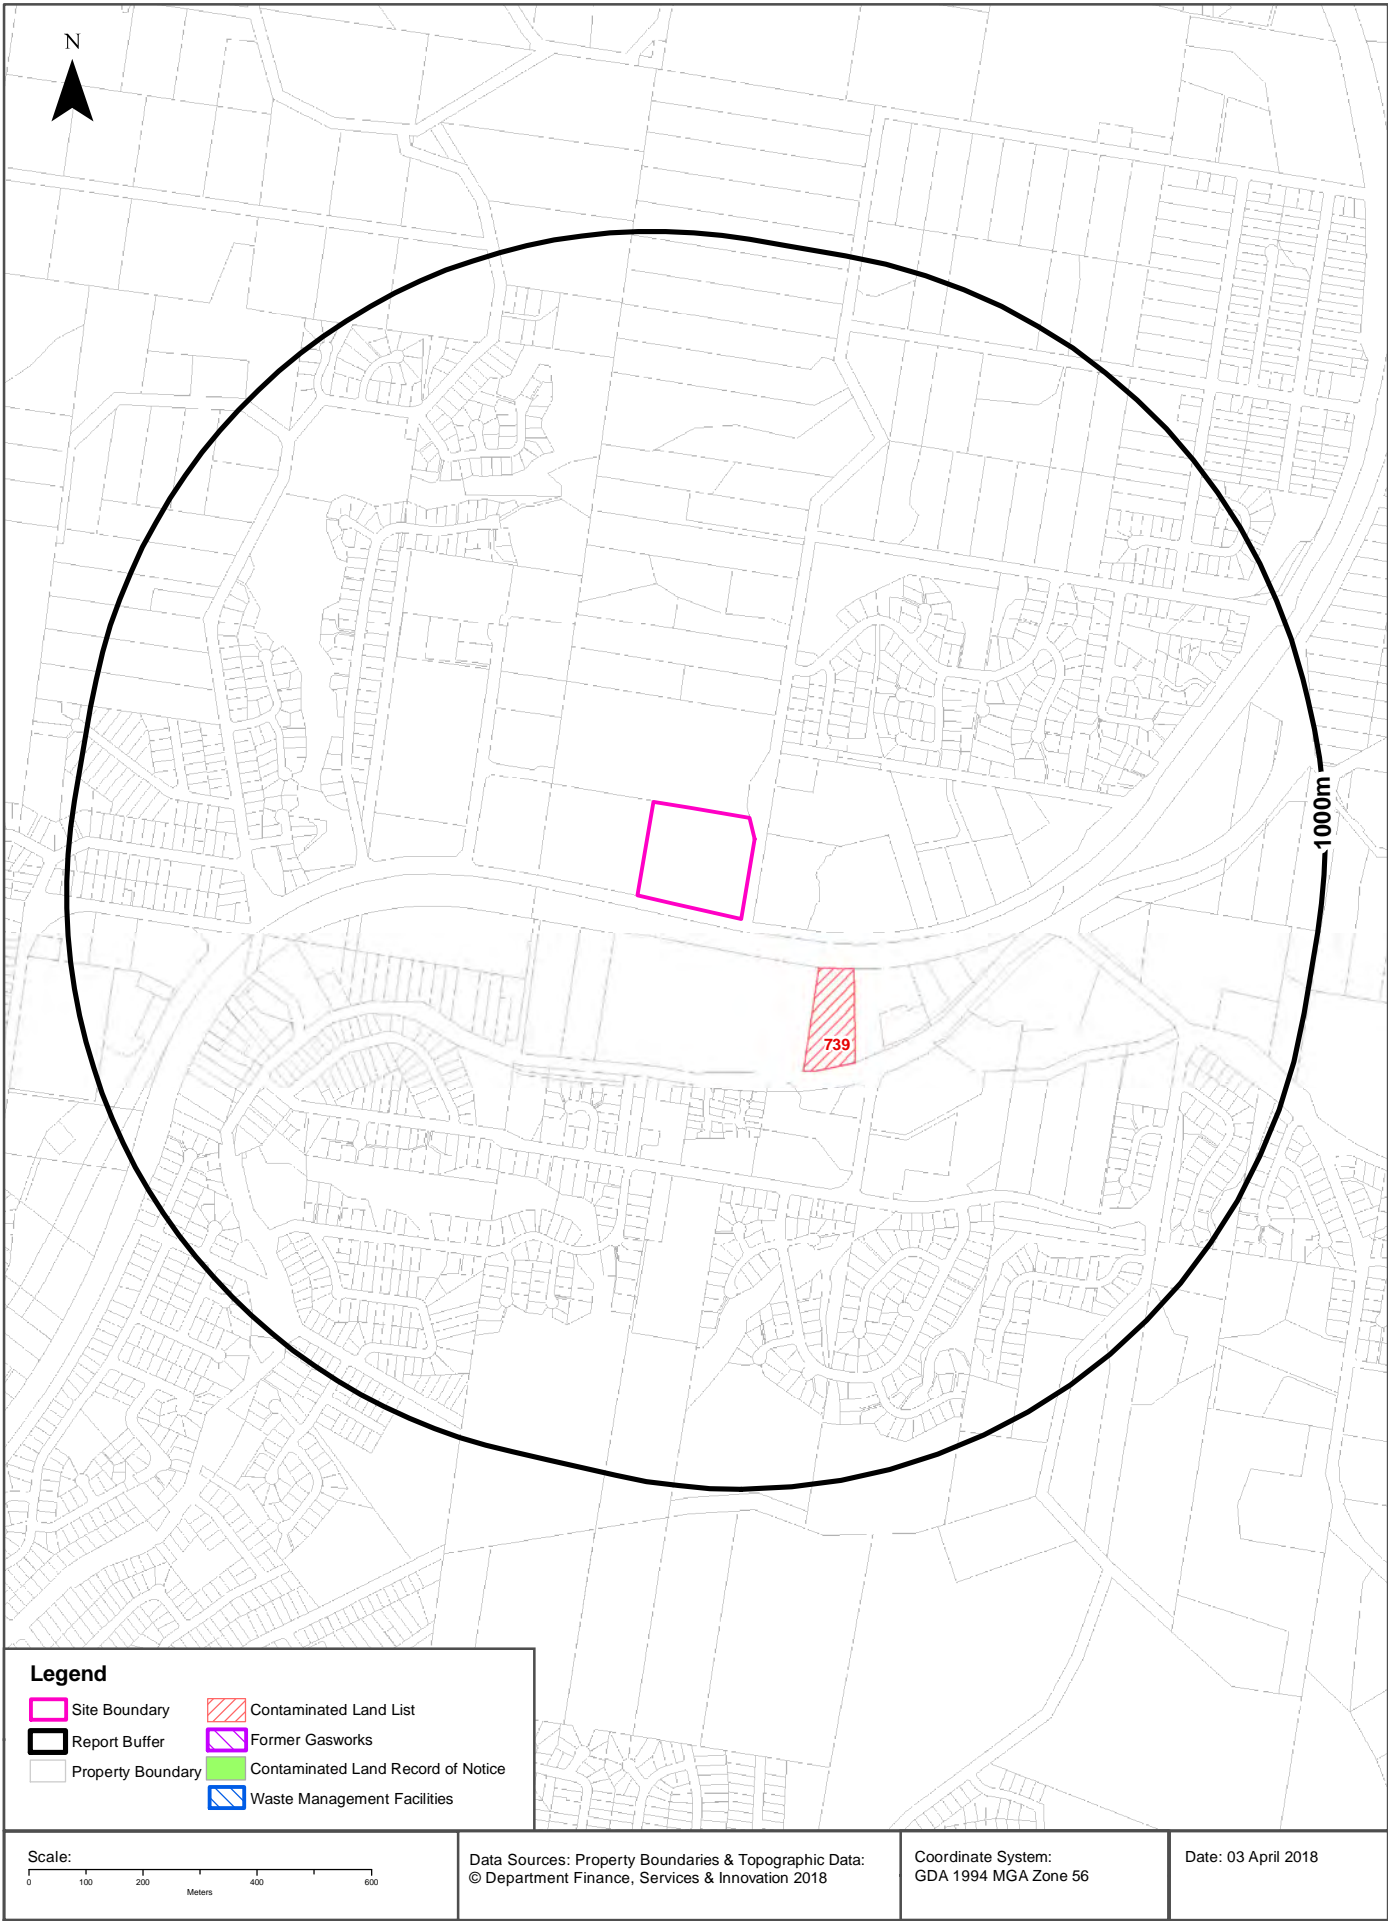 N
1000m
739
Legend
Site Boundary
Report Buffer
Property Boundary
Contaminated Land List
Former Gasworks
Contaminated Land Record of Notice
Waste Management Facilities
Scale:
0 100 200 400 600
Meters
Data Sources: Property Boundaries & Topographic Data:
© Department Finance, Services & Innovation 2018
Coordinate System:
GDA 1994 MGA Zone 56
Date: 03 April 2018